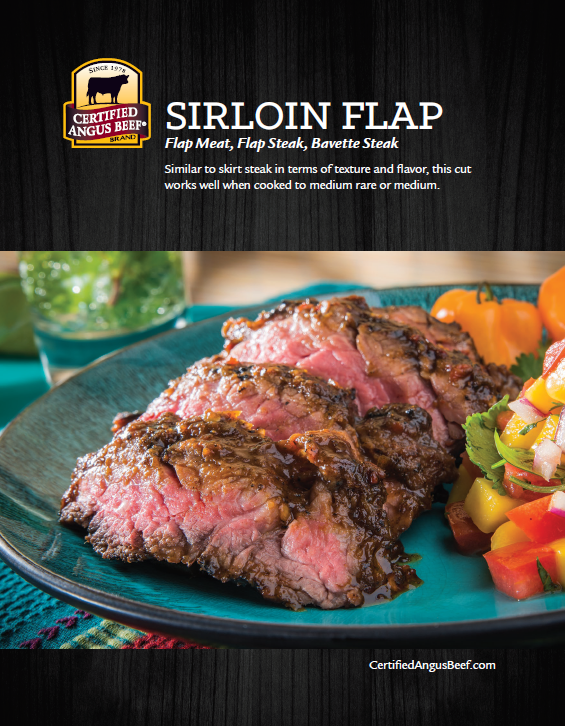 SINCE 1978
CERTIFIED
ANGUS BEEF®
BRAND
SIRLOIN FLAP
Flap Meat, Flap Steak, Bavette Steak
Similar to skirt steak in terms of texture and flavor, this cut
works well when cooked to medium rare or medium.
CertifiedAngusBeef.com